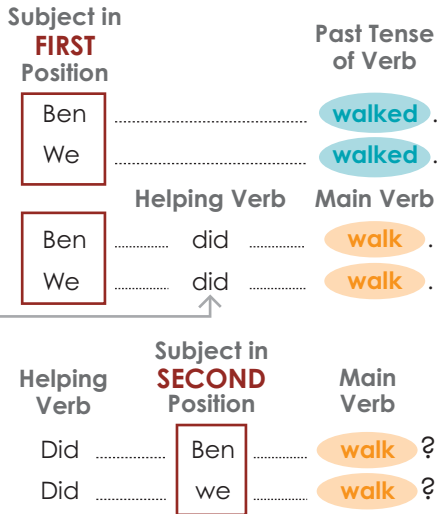 Subject in
FIRST
Position
Past Tense
of Verb
Ben ........................ walked.
We ........................ walked.
Helping Verb Main Verb
Ben ........ did ........ walk.
We ........ did ........ walk.
Helping
Verb
Subject in
SECOND
Position
Main
Verb
Did ........ Ben ........ walk?
Did ........ we ........ walk?